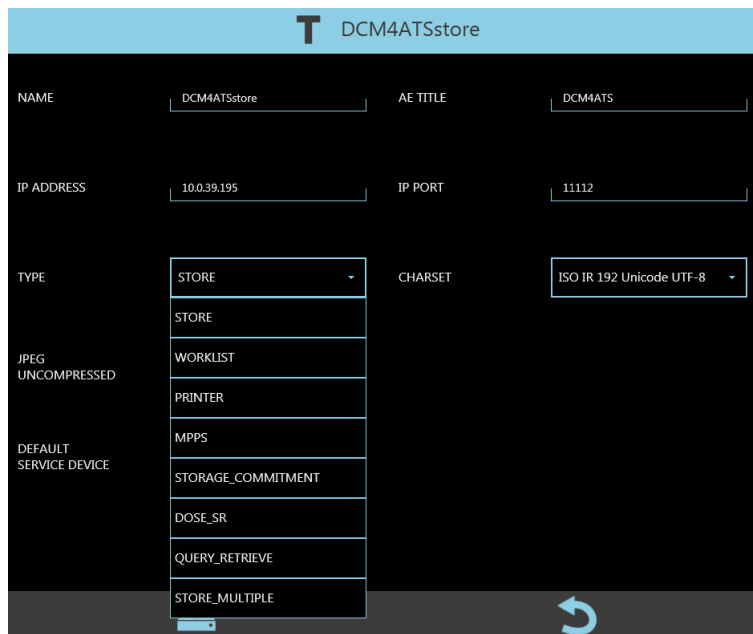 T DCM4ATSstore
NAME DCM4ATSstore AE TITLE DCM4ATS
IP ADDRESS 10.0.39.195 IP PORT 11112
TYPE STORE CHARSET ISO IR 192 Unicode UTF-8
STORE
WORKLIST
JPEG
UNCOMPRESSED
PRINTER
MPPS
DEFAULT
SERVICE DEVICE
STORAGE_COMMITMENT
DOSE_SR
QUERY_RETRIEVE
STORE_MULTIPLE